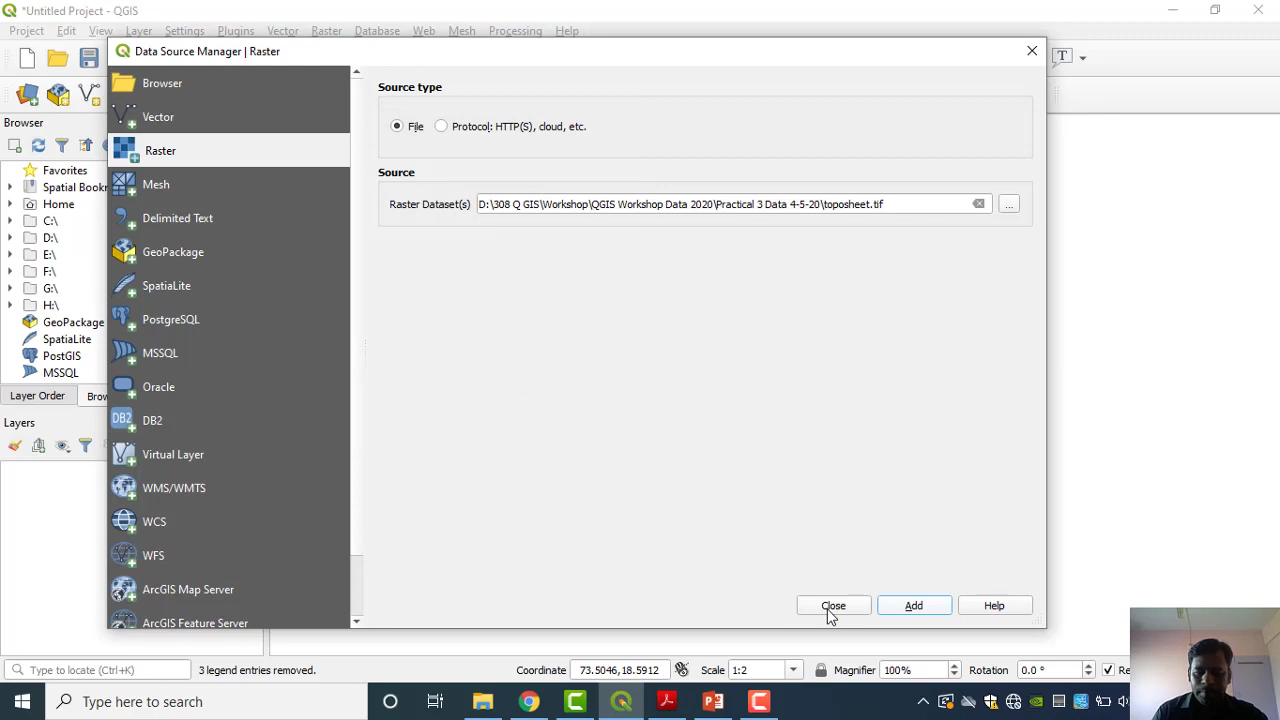 *Untitled Project - QGIS
Project Edit View Layer Settings Plugins Vector Raster Database Web Mesh Processing Help
Data Source Manager | Raster
T
Browser
Favorites
Spatial Bookn
Home
C:\
D:\
E:\
F:\
G:\
H:\
GeoPackage
SpatiaLite
PostGIS
MSSQL
Layer Order
Brow
Layers
Browser
Vector
Raster
Mesh
Delimited Text
GeoPackage
SpatiaLite
PostgreSQL
MSSQL
Oracle
DB2 DB2
Virtual Layer
WMS/WMTS
WCS
WFS
ArcGIS Map Server
ArcGIS Feature Server
Source type
File Protocol: HTTP(S), cloud, etc.
Source
Raster Dataset(s) D:\308 Q GIS\Workshop\QGIS Workshop Data 2020\Practical 3 Data 4-5-20\toposheet.tif ...
Close Add Help
Type to locate (Ctrl+K) 3 legend entries removed. Coordinate 73.5046,18.5912 Scale 1:2 Magnifier 100% Rotation 0.0 ° Re
Type here to search